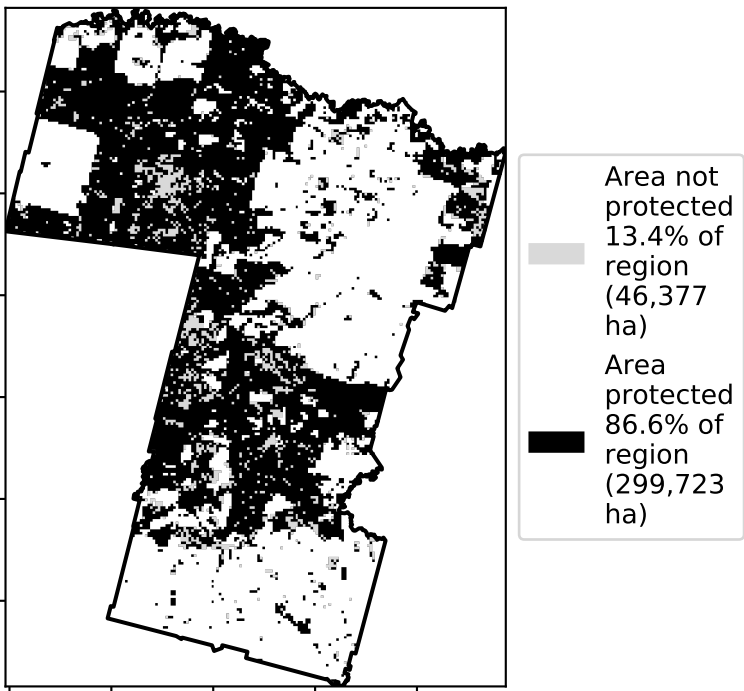 Area not
protected
13.4% of
region
(46,377
ha)
Area
protected
86.6% of
region
(299,723
ha)